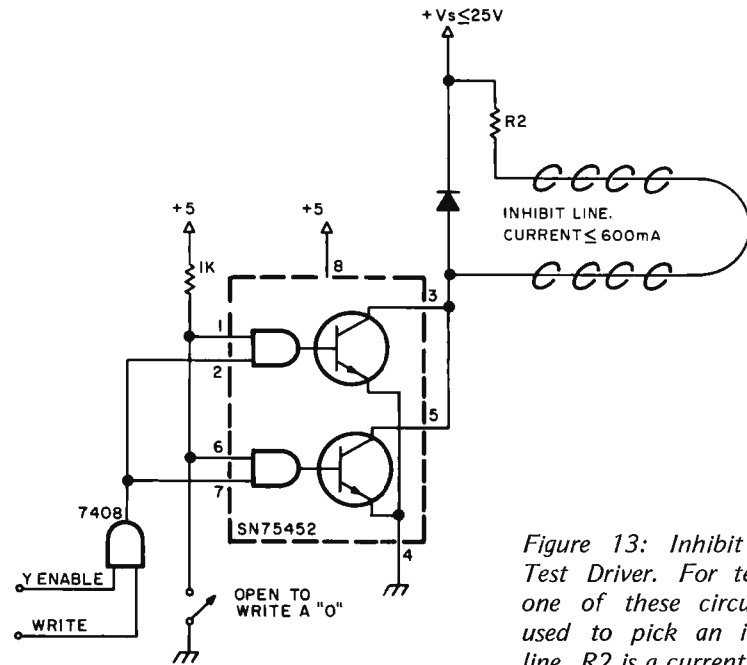 +Vs≤25V
R2
INHIBIT LINE.
CURRENT≤600mA
+5
+5
1K
8
3
1
2
5
6
7
7408
SN75452
4
Y ENABLE
WRITE
OPEN TO
WRITE A "0"
Figure 13: Inhibit
Test Driver. For te
one of these circu
used to pick an i
line. R2 is a current